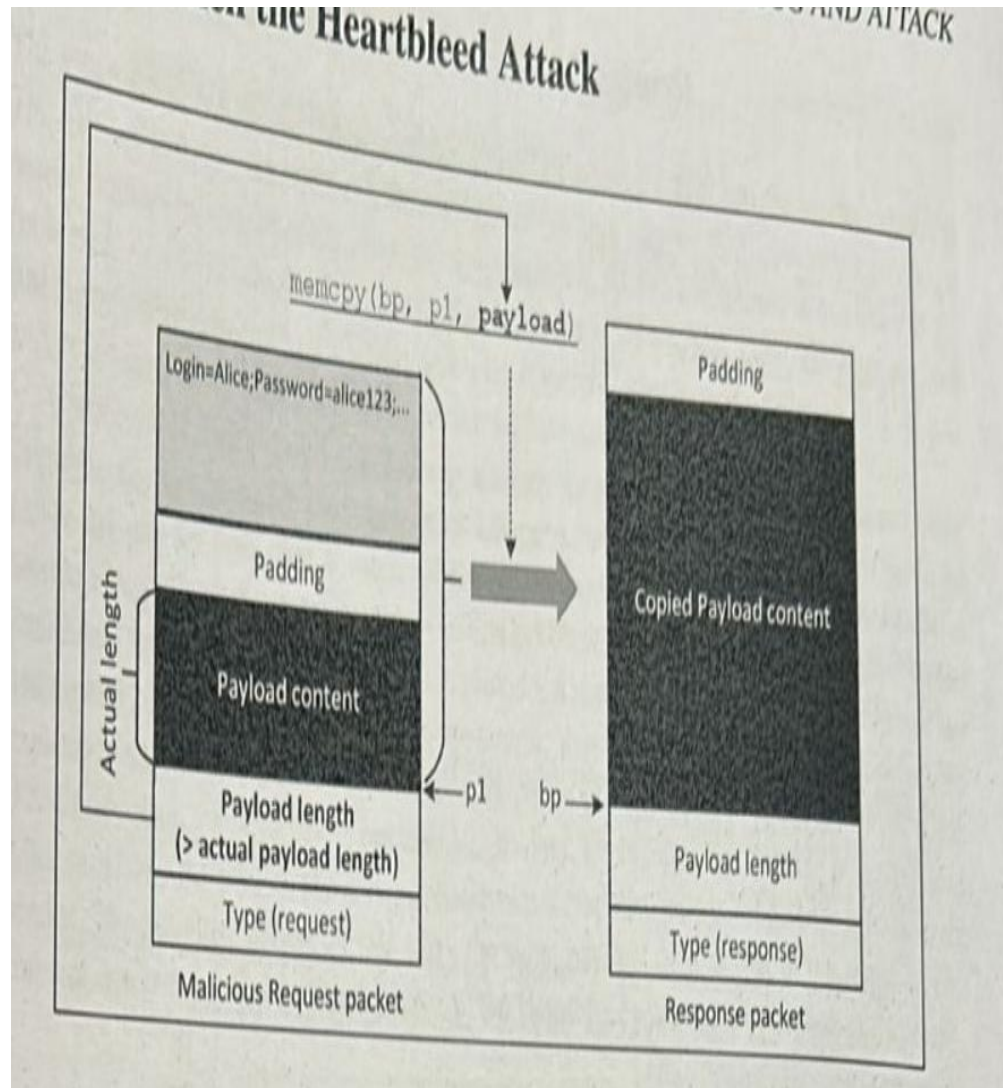 the Heartbleed Attack
AND ATTACK
memcpy(bp, pl, payload)
Login=Alice;Password=alice123;...
Padding
Payload content
Actual length
Payload length
(> actual payload length)
Type (request)
Malicious Request packet
pl
bp
Padding
Copied Payload content
Payload length
Type (response)
Response packet